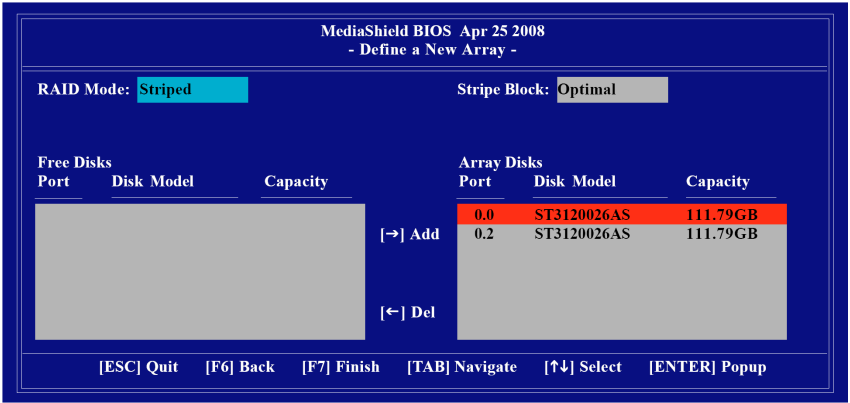 MediaShield BIOS Apr 25 2008
- Define a New Array -
RAID Mode: Striped
Stripe Block: Optimal
Free Disks
Port Disk Model Capacity
Array Disks
Port Disk Model Capacity
0.0 ST3120026AS 111.79GB
0.2 ST3120026AS 111.79GB
[→] Add
[←] Del
[ESC] Quit [F6] Back [F7] Finish [TAB] Navigate [↑↓] Select [ENTER] Popup